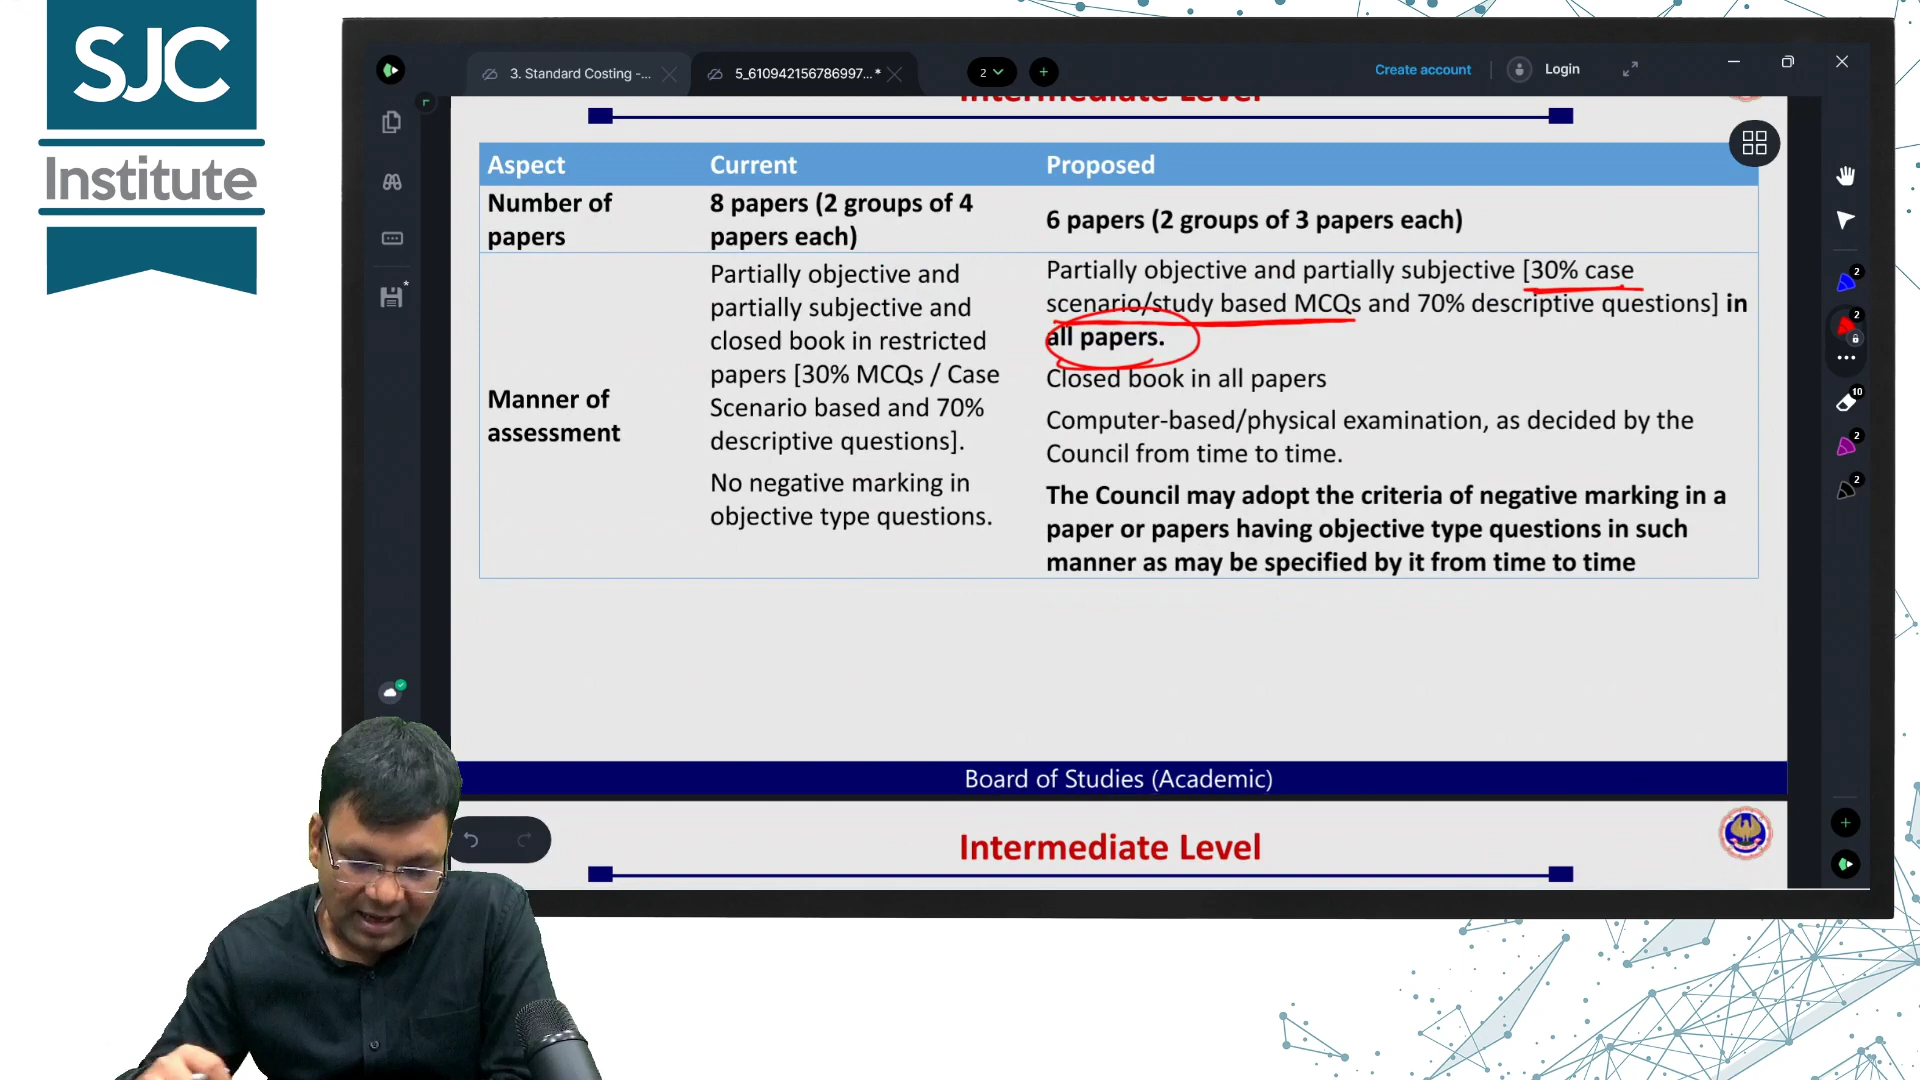 SJC
Institute
3. Standard Costing -...
5_610942156786997... *
2
Create account
Login
Intermediate Level
Aspect
Current
Proposed
Number of
papers
8 papers (2 groups of 4
papers each)
6 papers (2 groups of 3 papers each)
Manner of
assessment
Partially objective and
partially subjective and
closed book in restricted
papers [30% MCQs / Case
Scenario based and 70%
descriptive questions].
No negative marking in
objective type questions.
Partially objective and partially subjective [30% case
scenario/study based MCQs and 70% descriptive questions] in
all papers.
Closed book in all papers
Computer-based/physical examination, as decided by the
Council from time to time.
The Council may adopt the criteria of negative marking in a
paper or papers having objective type questions in such
manner as may be specified by it from time to time
2
2
10
2
2
Board of Studies (Academic)
Intermediate Level